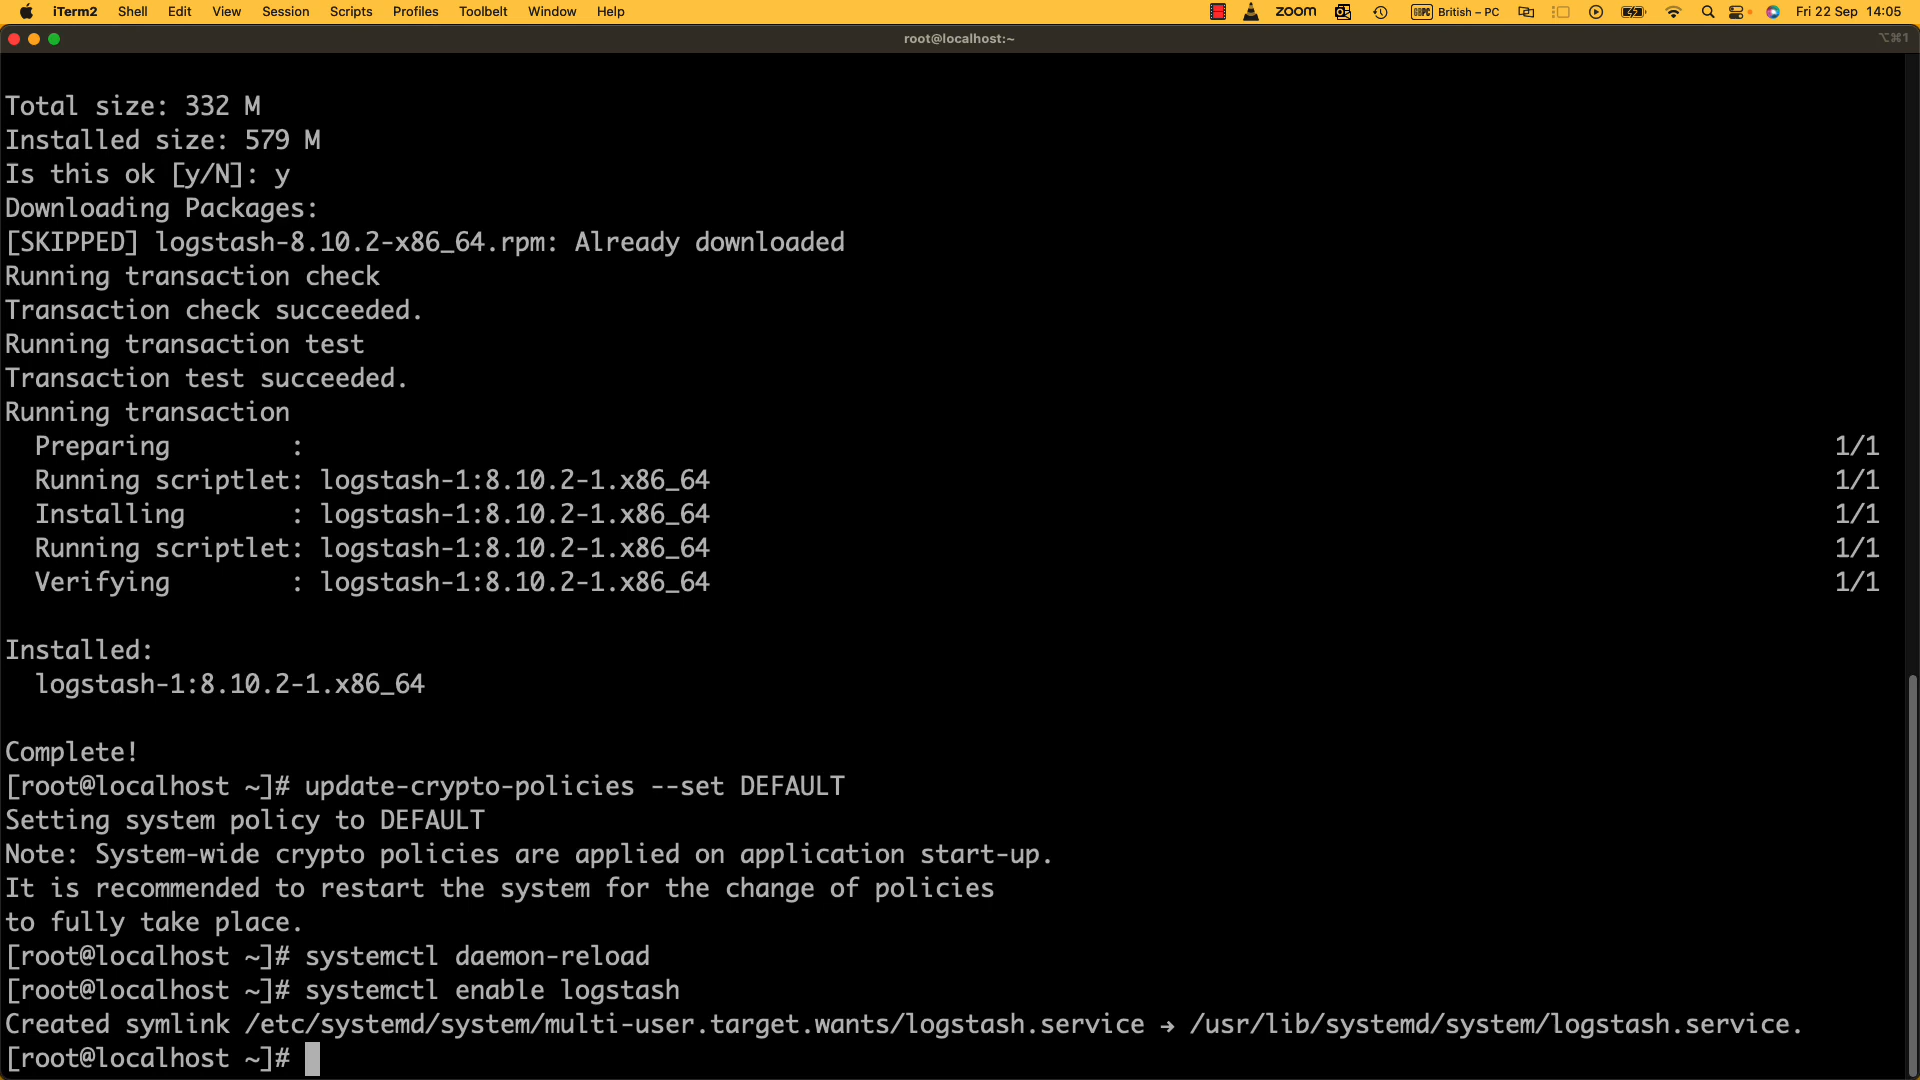 iTerm2 Shell Edit View Session Scripts Profiles Toolbelt Window Help zoom GBPC British – PC Fri 22 Sep 14:05
root@localhost:~ ⌥⌘1
Total size: 332 M
Installed size: 579 M
Is this ok [y/N]: y
Downloading Packages:
[SKIPPED] logstash-8.10.2-x86_64.rpm: Already downloaded
Running transaction check
Transaction check succeeded.
Running transaction test
Transaction test succeeded.
Running transaction
  Preparing        :                                                                                                       1/1
  Running scriptlet: logstash-1:8.10.2-1.x86_64                                                                           1/1
  Installing       : logstash-1:8.10.2-1.x86_64                                                                           1/1
  Running scriptlet: logstash-1:8.10.2-1.x86_64                                                                           1/1
  Verifying        : logstash-1:8.10.2-1.x86_64                                                                           1/1
Installed:
  logstash-1:8.10.2-1.x86_64
Complete!
[root@localhost ~]# update-crypto-policies --set DEFAULT
Setting system policy to DEFAULT
Note: System-wide crypto policies are applied on application start-up.
It is recommended to restart the system for the change of policies
to fully take place.
[root@localhost ~]# systemctl daemon-reload
[root@localhost ~]# systemctl enable logstash
Created symlink /etc/systemd/system/multi-user.target.wants/logstash.service → /usr/lib/systemd/system/logstash.service.
[root@localhost ~]#